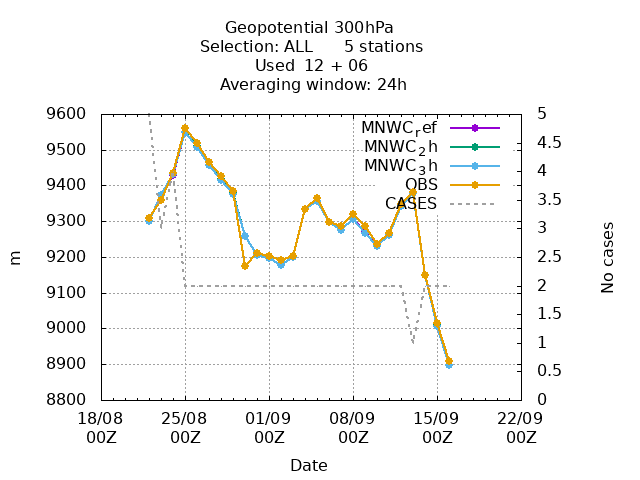 Geopotential 300hPa
Selection: ALL 5 stations
Used 12 + 06
Averaging window: 24h
9600
9500
9400
9300
9200
9100
9000
8900
8800
m
5
4.5
4
3.5
3
2.5
2
1.5
1
0.5
0
No cases
MNWC_ref
MNWC_2h
MNWC_3h
OBS
CASES
18/08 25/08 01/09 08/09 15/09 22/09
00Z 00Z 00Z 00Z 00Z 00Z
Date